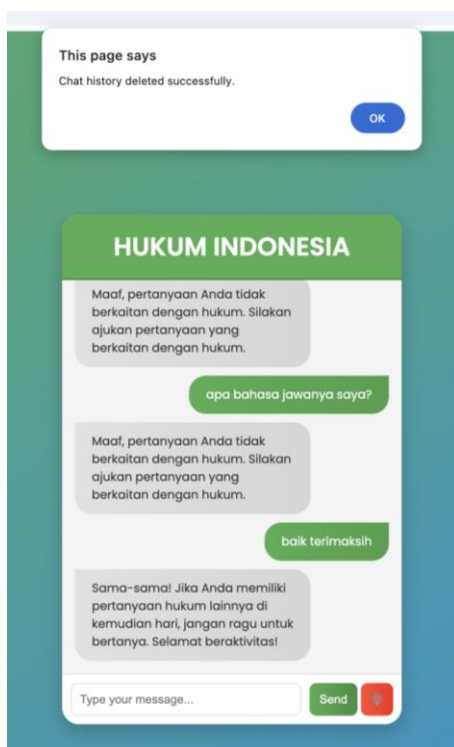 This page says
Chat history deleted successfully.
OK
HUKUM INDONESIA
Maaf, pertanyaan Anda tidak
berkaitan dengan hukum. Silakan
ajukan pertanyaan yang
berkaitan dengan hukum.
apa bahasa jawanya saya?
Maaf, pertanyaan Anda tidak
berkaitan dengan hukum. Silakan
ajukan pertanyaan yang
berkaitan dengan hukum.
baik terimaksih
Sama-sama! Jika Anda memiliki
pertanyaan hukum lainnya di
kemudian hari, jangan ragu untuk
bertanya. Selamat beraktivitas!
Type your message...
Send